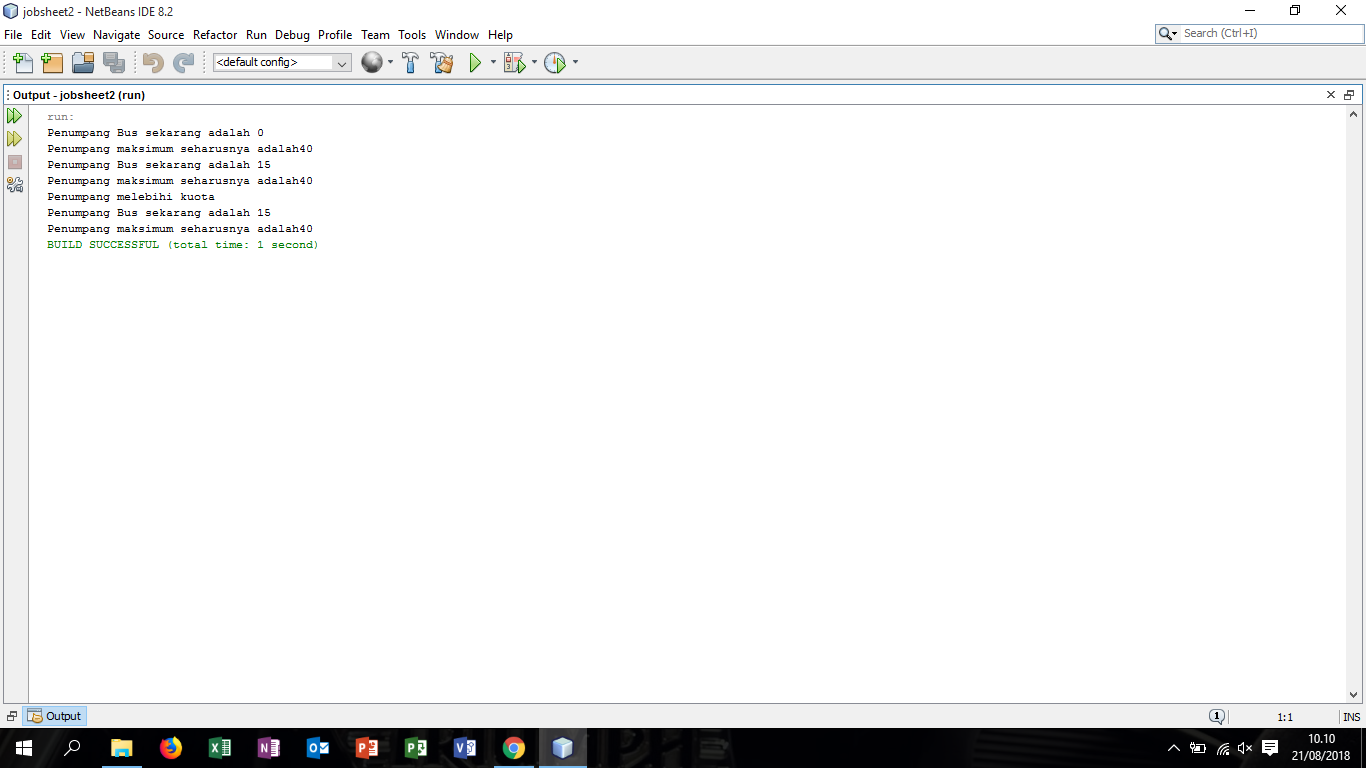 jobsheet2 - NetBeans IDE 8.2
File Edit View Navigate Source Refactor Run Debug Profile Team Tools Window Help
Search (Ctrl+I)
<default config>
Output - jobsheet2 (run)
run:
Penumpang Bus sekarang adalah 0
Penumpang maksimum seharusnya adalah40
Penumpang Bus sekarang adalah 15
Penumpang maksimum seharusnya adalah40
Penumpang melebihi kuota
Penumpang Bus sekarang adalah 15
Penumpang maksimum seharusnya adalah40
BUILD SUCCESSFUL (total time: 1 second)
Output
1
1:1
INS
10.10
21/08/2018